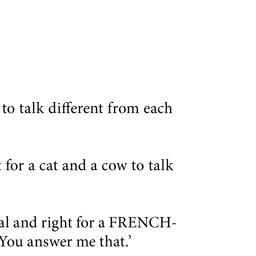 to talk different from each
for a cat and a cow to talk
al and right for a FRENCH-
You answer me that.’